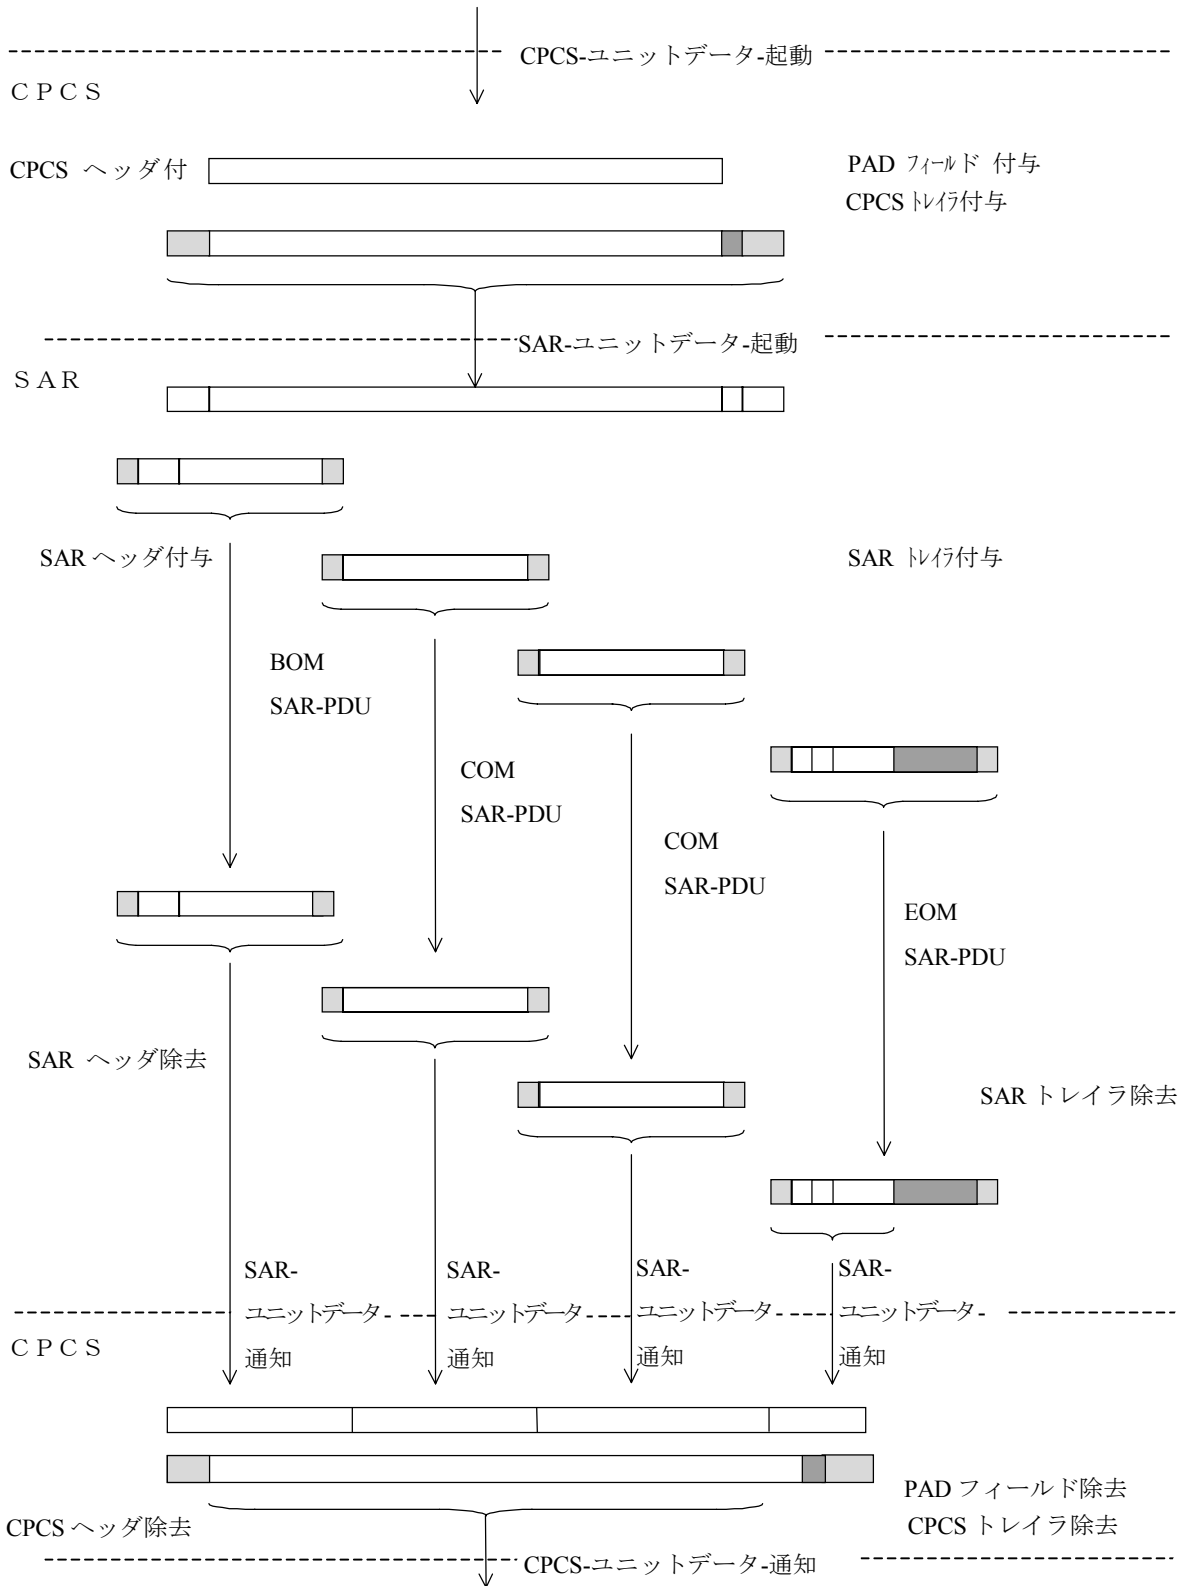 CPCS-ユニットデータ-起動
ＣＰＣＳ
CPCS ヘッダ付
PAD フィールド 付与
CPCS トレイラ付与
SAR-ユニットデータ-起動
ＳＡＲ
SAR ヘッダ付与
SAR トレイラ付与
BOM
SAR-PDU
COM
SAR-PDU
COM
SAR-PDU
EOM
SAR-PDU
SAR ヘッダ除去
SAR トレイラ除去
SAR-
ユニットデータ-
通知
SAR-
ユニットデータ-
通知
SAR-
ユニットデータ-
通知
SAR-
ユニットデータ-
通知
ＣＰＣＳ
PAD フィールド除去
CPCS トレイラ除去
CPCS ヘッダ除去
CPCS-ユニットデータ-通知